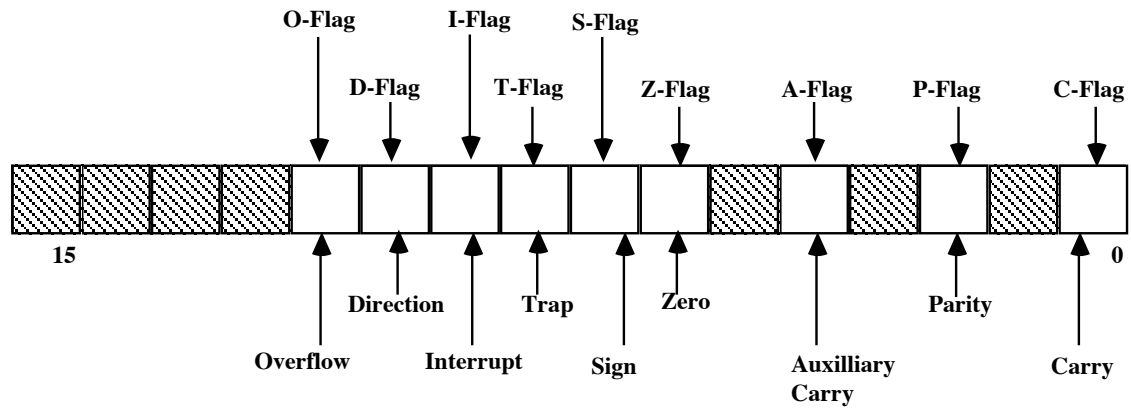 O-Flag I-Flag S-Flag
D-Flag T-Flag Z-Flag A-Flag P-Flag C-Flag
15 0
Direction Trap Zero Parity
Overflow Interrupt Sign Auxilliary Carry
Carry